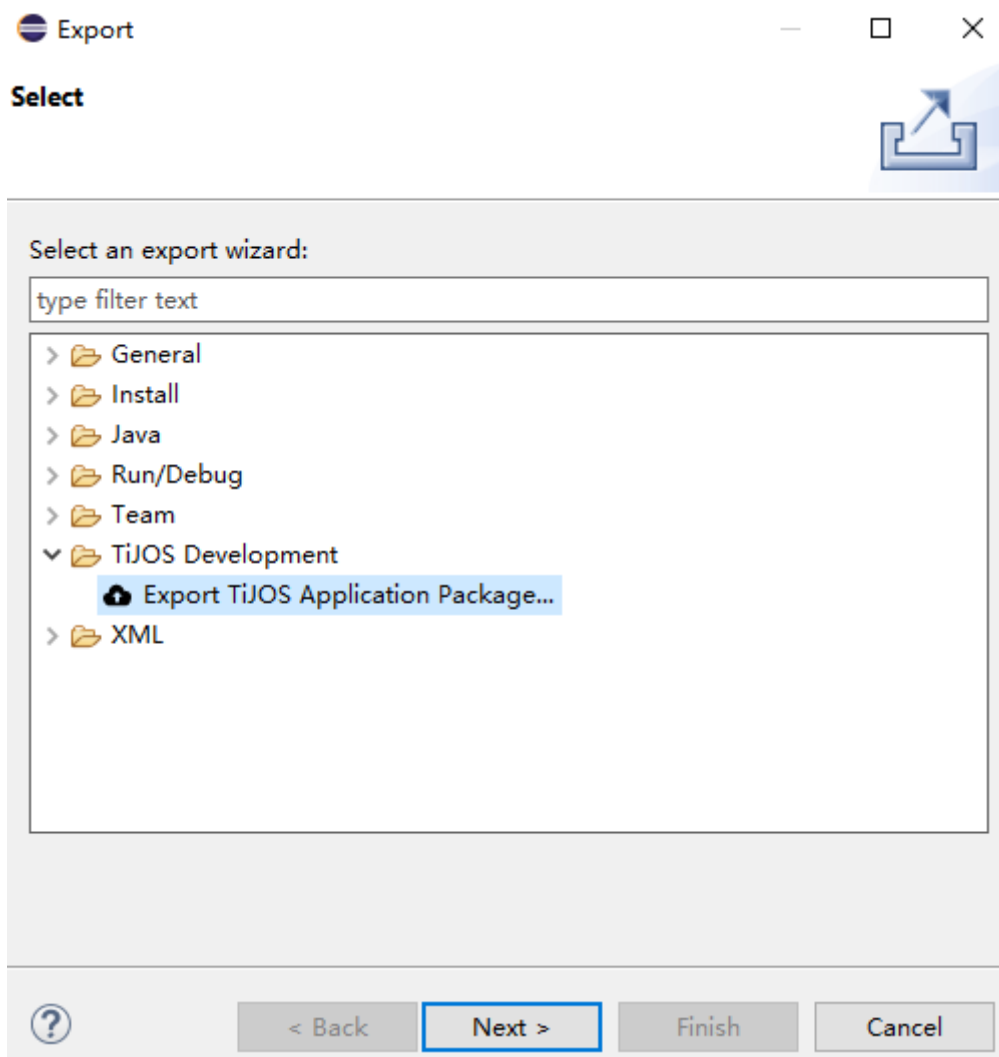 Export
Select
Select an export wizard:
type filter text
General
Install
Java
Run/Debug
Team
TiJOS Development
Export TiJOS Application Package...
XML
< Back Next > Finish Cancel